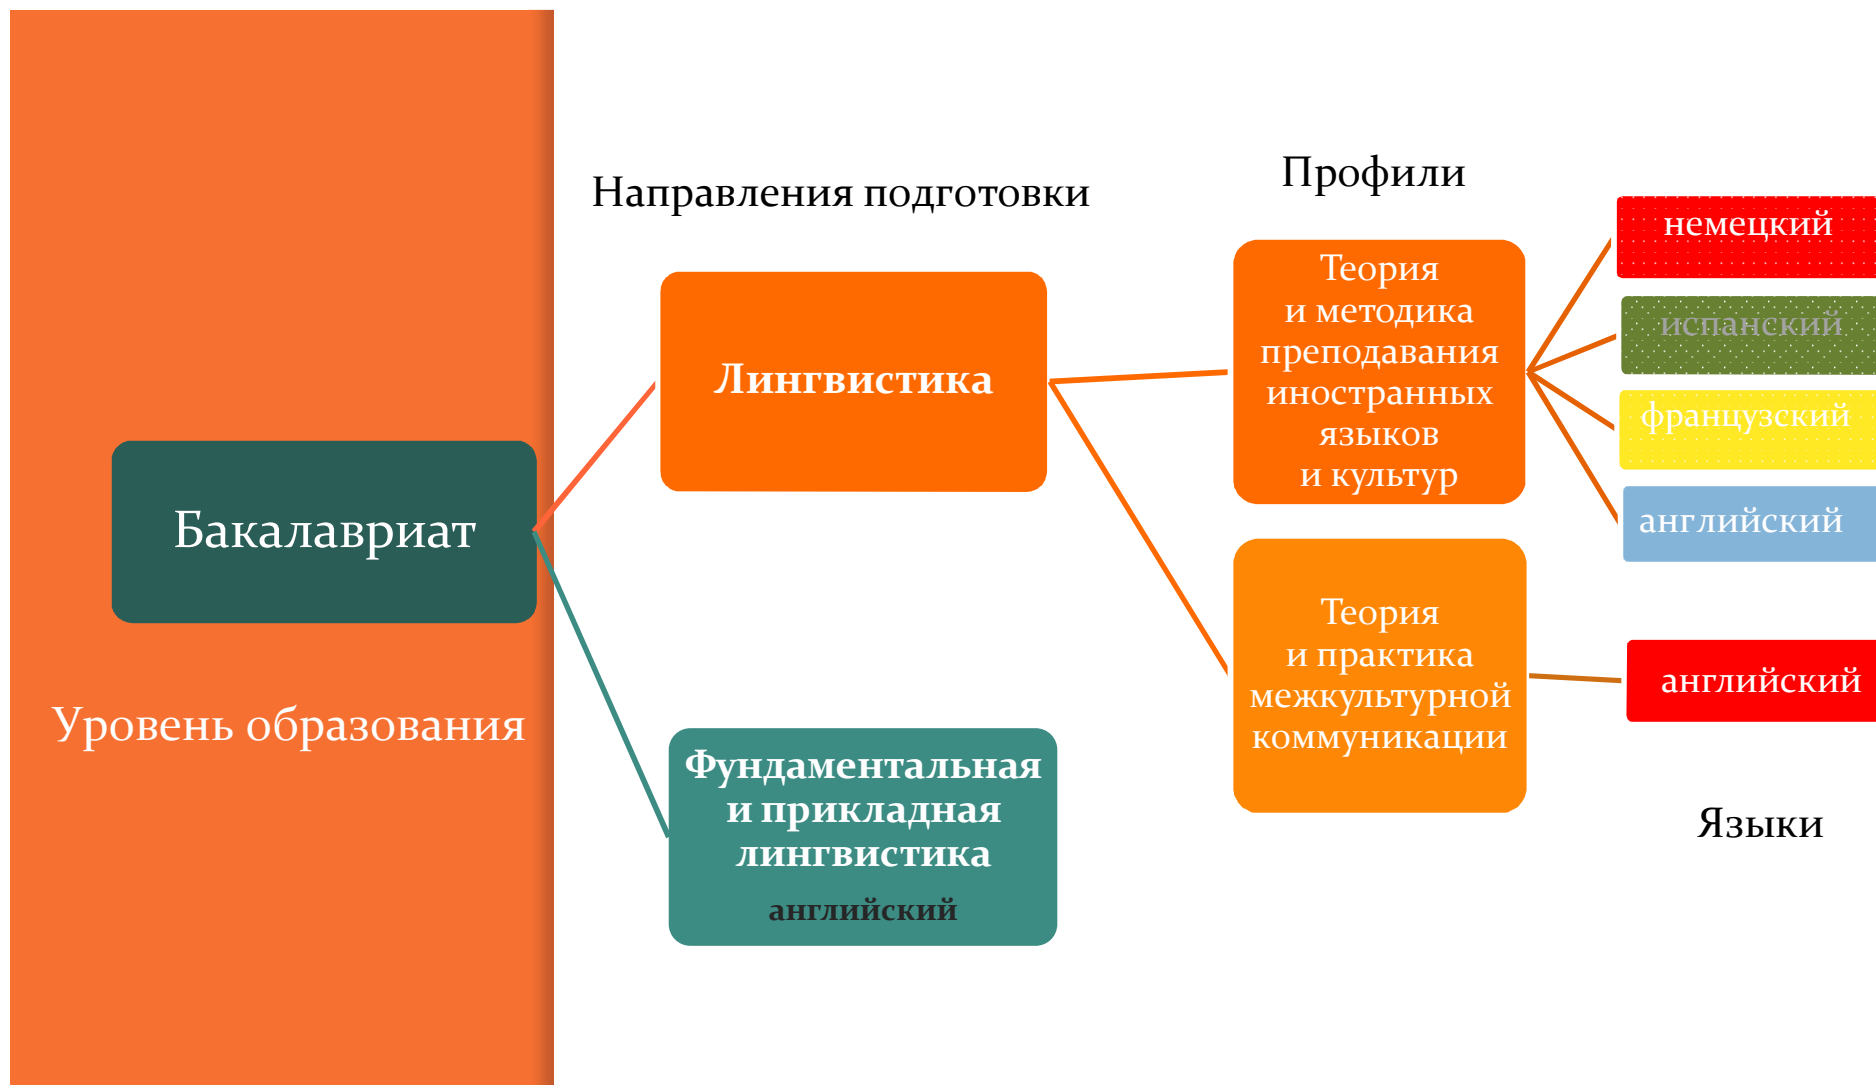 Бакалавриат
Уровень образования
Направления подготовки
Лингвистика
Фундаментальная
и прикладная
лингвистика
английский
Профили
Теория
и методика
преподавания
иностранных
языков
и культур
Теория
и практика
межкультурной
коммуникации
немецкий
испанский
французский
английский
английский
Языки